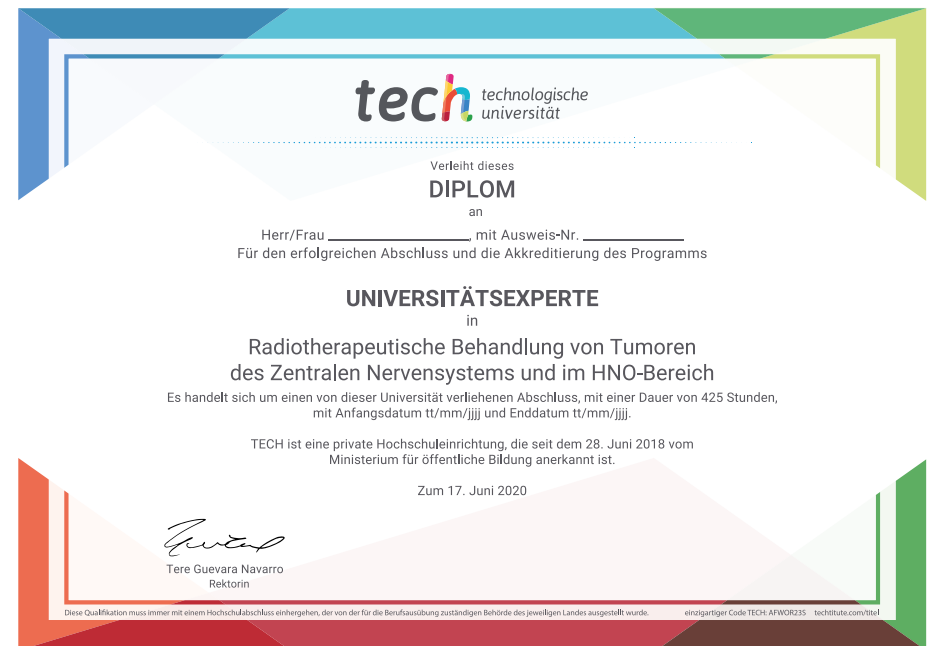 tech technologische
universität
Verleiht dieses
DIPLOM
an
Herr/Frau ____________________, mit Ausweis-Nr. ______________
Für den erfolgreichen Abschluss und die Akkreditierung des Programms
UNIVERSITÄTSEXPERTE
in
Radiotherapeutische Behandlung von Tumoren
des Zentralen Nervensystems und im HNO-Bereich
Es handelt sich um einen von dieser Universität verliehenen Abschluss, mit einer Dauer von 425 Stunden,
mit Anfangsdatum tt/mm/jjjj und Enddatum tt/mm/jjjj.
TECH ist eine private Hochschuleinrichtung, die seit dem 28. Juni 2018 vom
Ministerium für öffentliche Bildung anerkannt ist.
Zum 17. Juni 2020
Tere Guevara Navarro
Rektorin
Diese Qualifikation muss immer mit einem Hochschulabschluss einhergehen, der von der für die Berufsausübung zuständigen Behörde des jeweiligen Landes ausgestellt wurde. einzigartiger Code TECH: AFWOR235 techtitute.com/titel